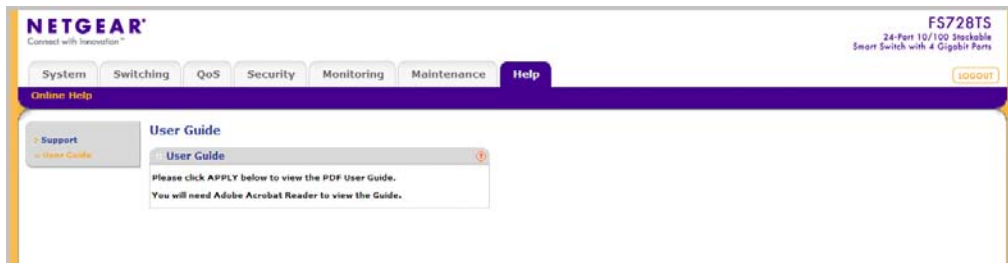 NETGEAR®
Connect with Innovation™
FS728TS
24-Port 10/100 Stackable
Smart Switch with 4 Gigabit Ports
System Switching QoS Security Monitoring Maintenance Help
LOGOUT
Online Help
> Support
» User Guide
User Guide
User Guide
?
Please click APPLY below to view the PDF User Guide.
You will need Adobe Acrobat Reader to view the Guide.